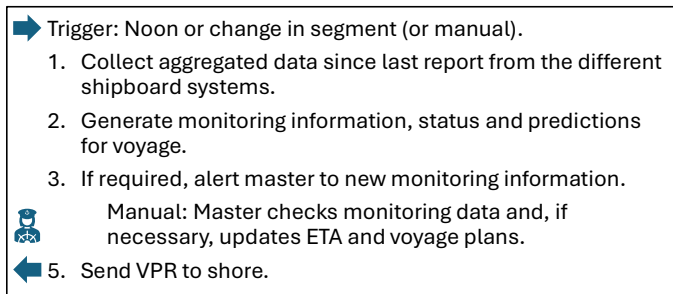 Trigger: Noon or change in segment (or manual).
1. Collect aggregated data since last report from the different
shipboard systems.
2. Generate monitoring information, status and predictions
for voyage.
3. If required, alert master to new monitoring information.
Manual: Master checks monitoring data and, if
necessary, updates ETA and voyage plans.
5. Send VPR to shore.